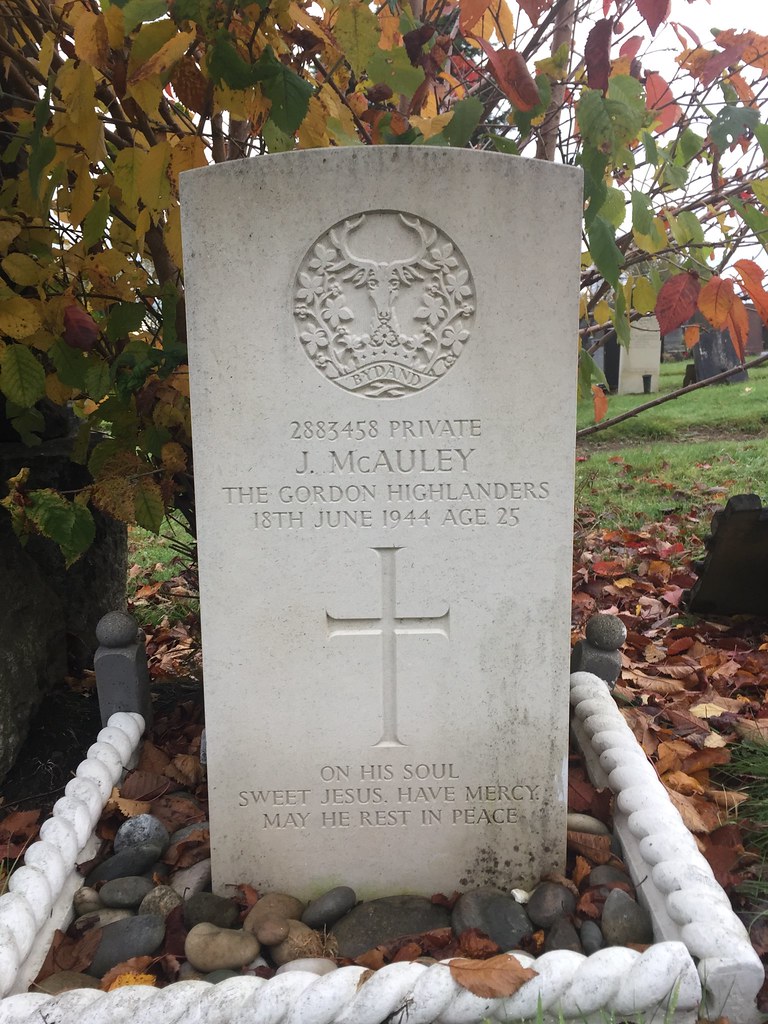 BYDAND
2883458 PRIVATE
J. McAULEY
THE GORDON HIGHLANDERS
18TH JUNE 1944 AGE 25
ON HIS SOUL
SWEET JESUS, HAVE MERCY.
MAY HE REST IN PEACE